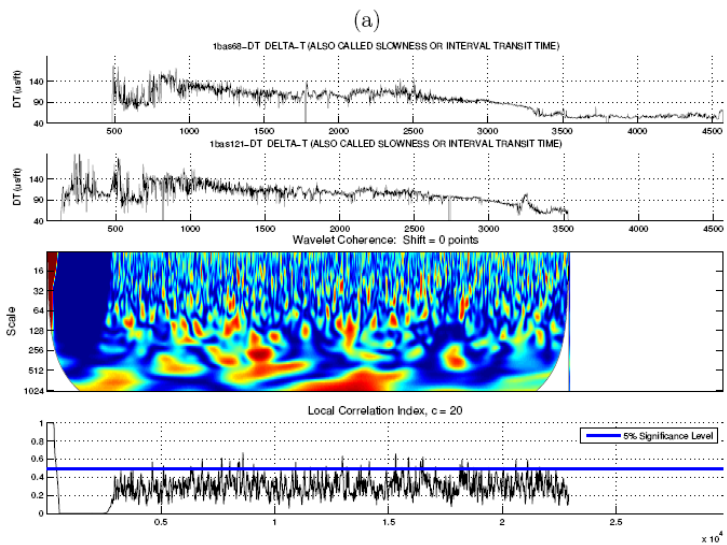 (a)
1bas68-DT DELTA-T (ALSO CALLED SLOWNESS OR INTERVAL TRANSIT TIME)
DT (us/ft)
140
90
40
500 1000 1500 2000 2500 3000 3500 4000 4500
1bas121-DT DELTA-T (ALSO CALLED SLOWNESS OR INTERVAL TRANSIT TIME)
DT (us/ft)
140
90
40
500 1000 1500 2000 2500 3000 3500 4000 4500
Wavelet Coherence: Shift = 0 points
Scale
16
32
64
128
256
512
1024
Local Correlation Index, c = 20
5% Significance Level
1
0.8
0.6
0.4
0.2
0
0.5 1 1.5 2 2.5
x 10⁴